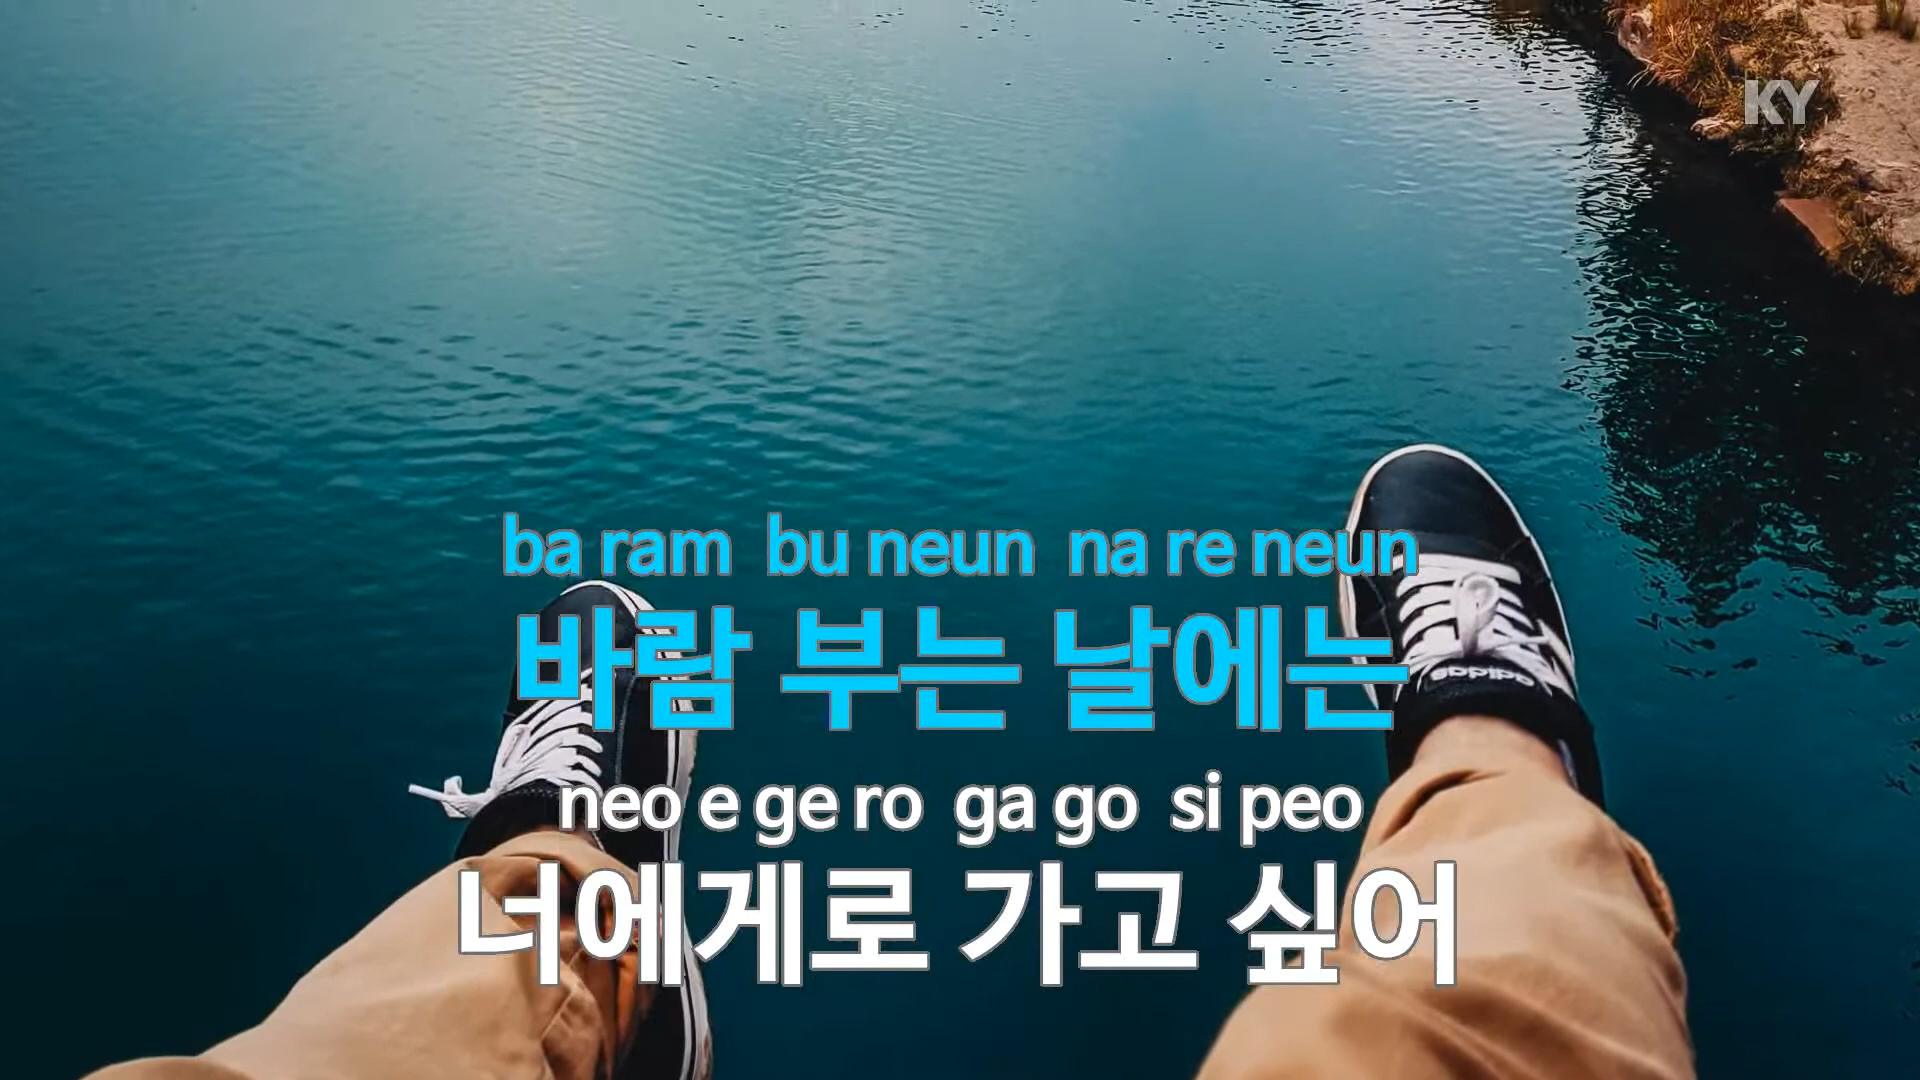 KY
ba ram bu neun na re neun
바람 부는 날에는
adidas
neo e ge ro ga go si peo
너에게로 가고 싶어